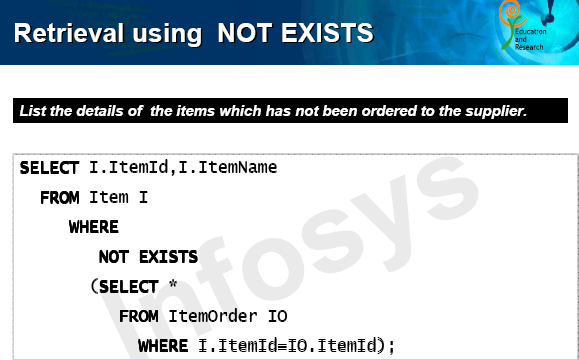 Retrieval using NOT EXISTS
Education
and
Research
List the details of the items which has not been ordered to the supplier.
SELECT I.ItemId,I.ItemName
FROM Item I
WHERE
NOT EXISTS
(SELECT *
FROM ItemOrder IO
WHERE I.ItemId=IO.ItemId);
Infosys